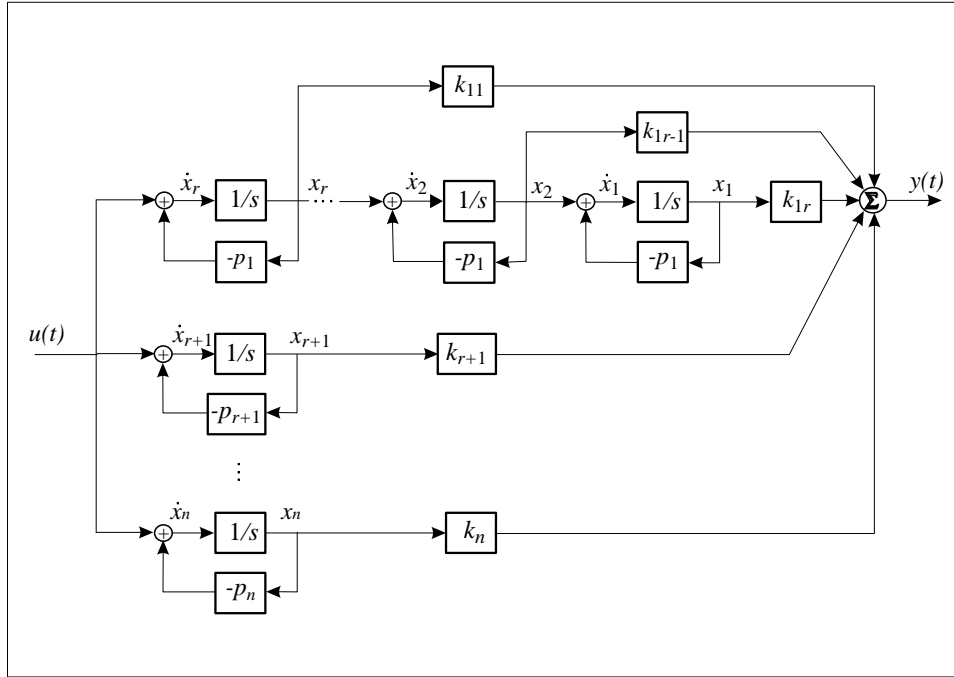 k₁₁
k₁ᵣ₋₁
ẋᵣ 1/s xᵣ ... ẋ₂ 1/s x₂ ẋ₁ 1/s x₁ k₁ᵣ Σ y(t)
+ + +
-p₁ -p₁ -p₁
u(t)
ẋᵣ₊₁ 1/s xᵣ₊₁ kᵣ₊₁
+
-pᵣ₊₁
⋮
ẋₙ 1/s xₙ kₙ
+
-pₙ